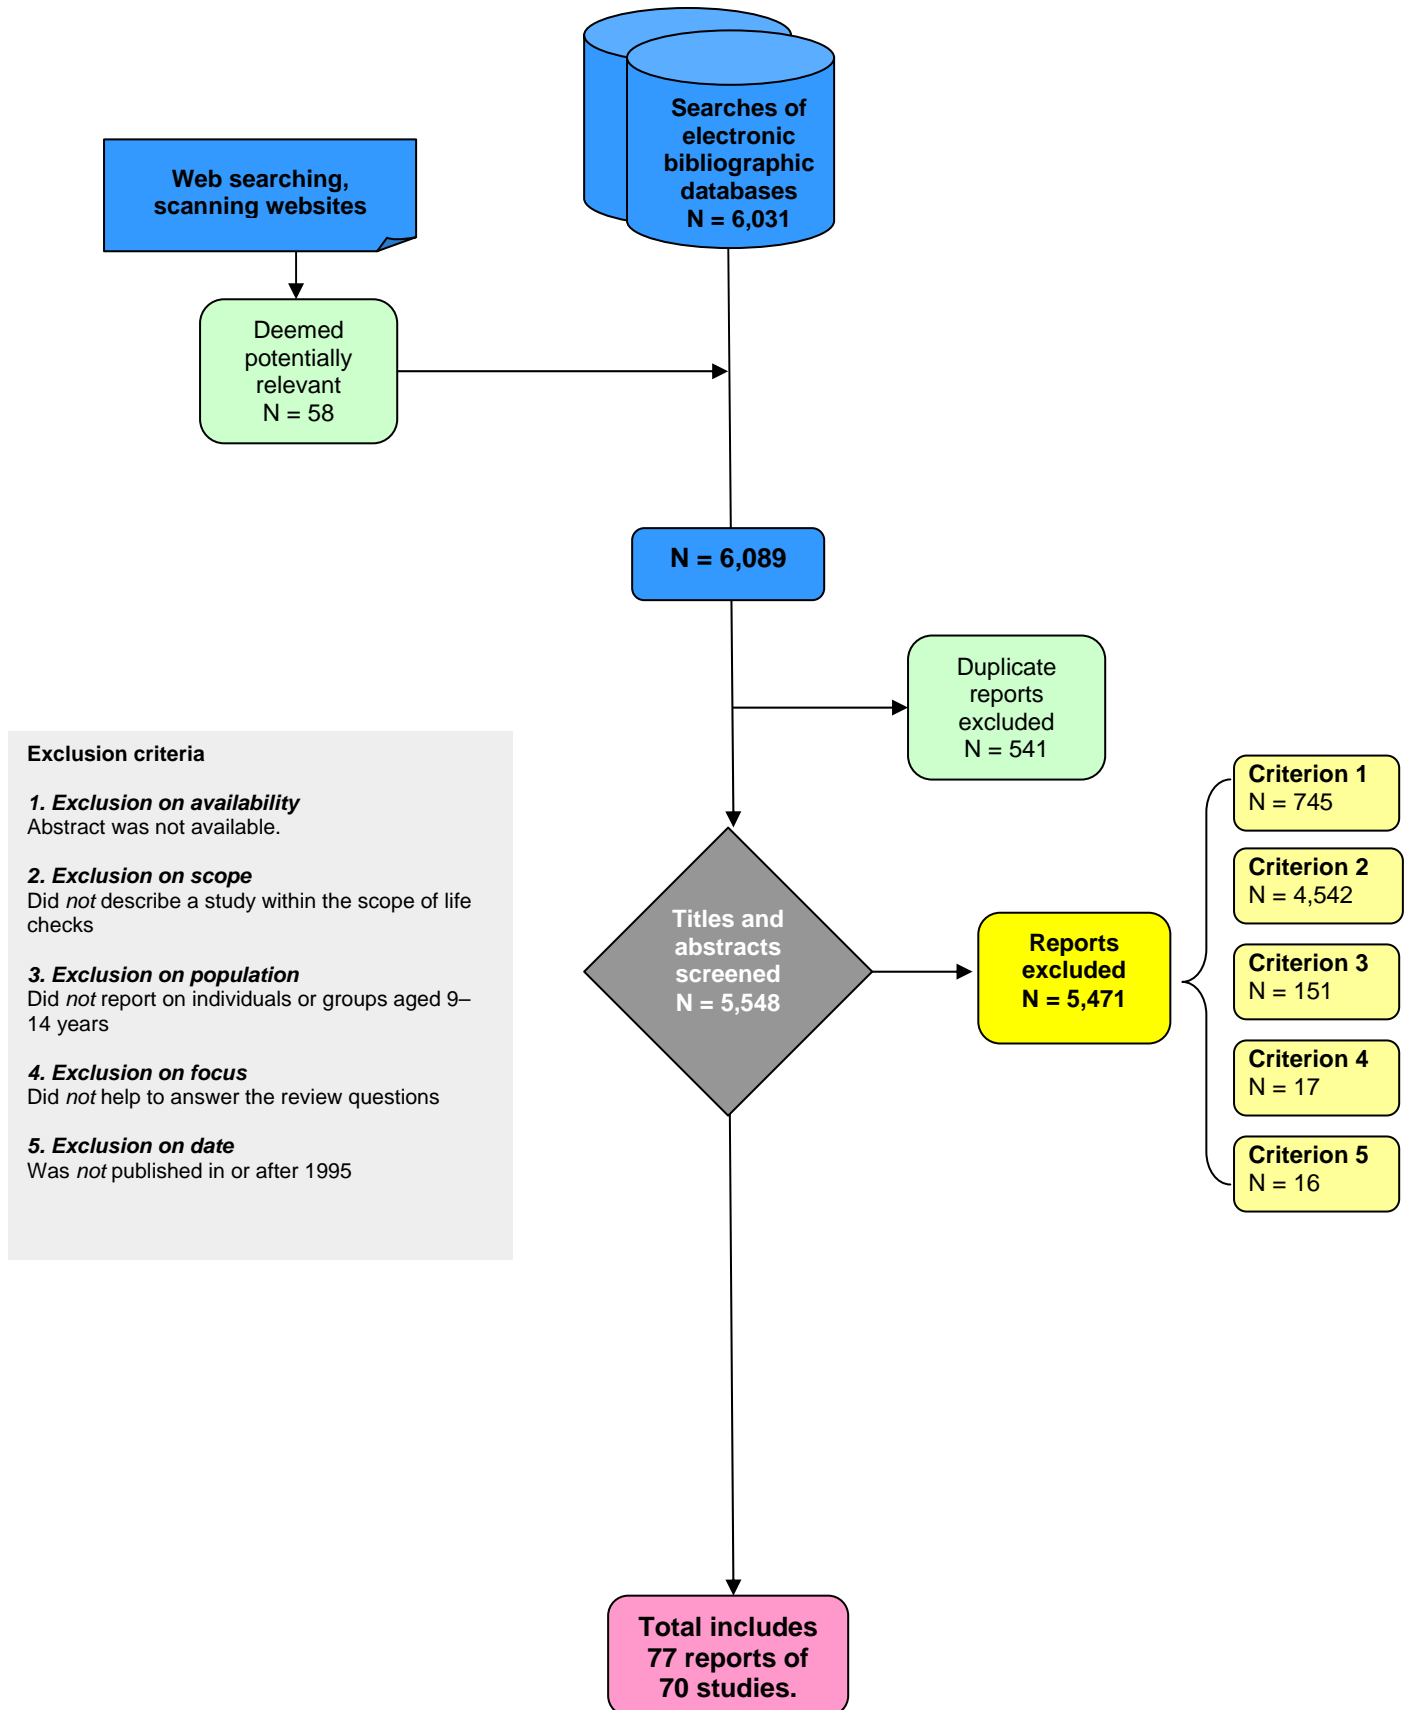 Searches of
electronic
bibliographic
databases
N = 6,031
Web searching,
scanning websites
Deemed
potentially
relevant
N = 58
N = 6,089
Duplicate
reports
excluded
N = 541
Exclusion criteria
1. Exclusion on availability
Abstract was not available.
2. Exclusion on scope
Did not describe a study within the scope of life
checks
3. Exclusion on population
Did not report on individuals or groups aged 9–
14 years
4. Exclusion on focus
Did not help to answer the review questions
5. Exclusion on date
Was not published in or after 1995
Titles and
abstracts
screened
N = 5,548
Reports
excluded
N = 5,471
Criterion 1
N = 745
Criterion 2
N = 4,542
Criterion 3
N = 151
Criterion 4
N = 17
Criterion 5
N = 16
Total includes
77 reports of
70 studies.